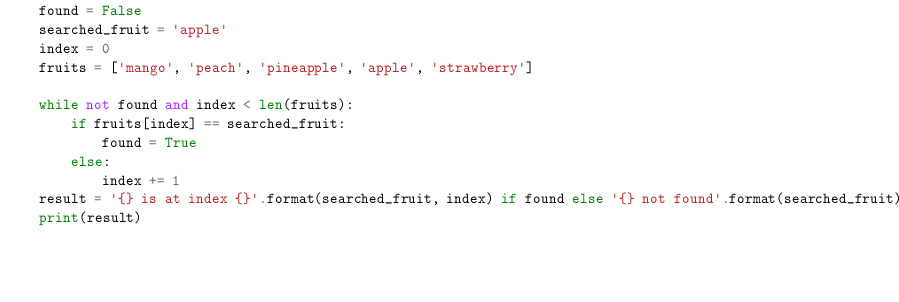 found = False
searched_fruit = 'apple'
index = 0
fruits = ['mango', 'peach', 'pineapple', 'apple', 'strawberry']

while not found and index < len(fruits):
    if fruits[index] == searched_fruit:
        found = True
    else:
        index += 1
result = '{} is at index {}'.format(searched_fruit, index) if found else '{} not found'.format(searched_fruit)
print(result)